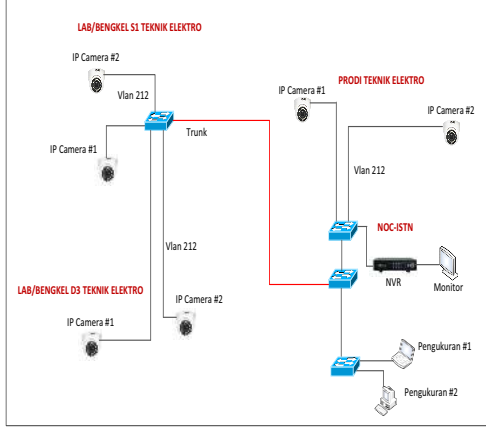 LAB/BENGKEL S1 TEKNIK ELEKTRO
IP Camera #2
Vlan 212
IP Camera #1
Trunk
Vlan 212
LAB/BENGKEL D3 TEKNIK ELEKTRO
IP Camera #2
IP Camera #1
PRODI TEKNIK ELEKTRO
IP Camera #1
IP Camera #2
Vlan 212
NOC-ISTN
NVR
Monitor
Pengukuran #1
Pengukuran #2